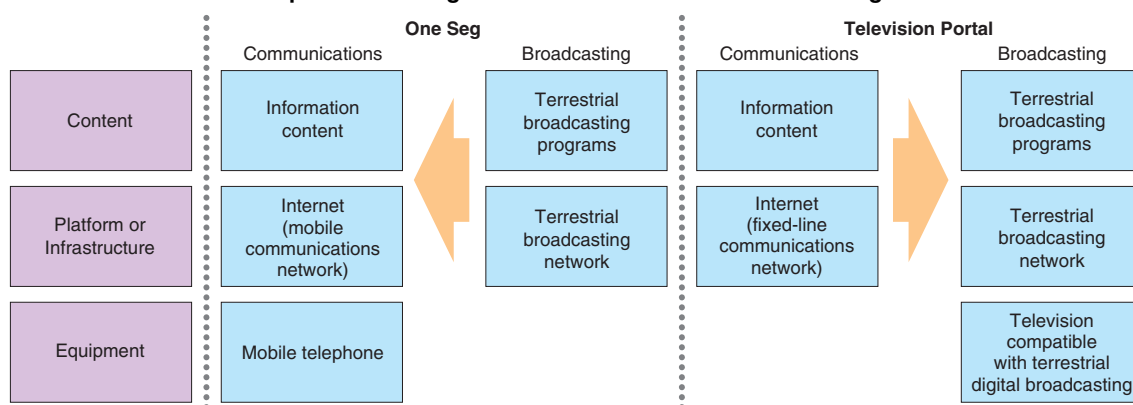 One Seg
Television Portal
Communications
Broadcasting
Communications
Broadcasting
Content
Information
content
Terrestrial
broadcasting
programs
Information
content
Terrestrial
broadcasting
programs
Platform or
Infrastructure
Internet
(mobile
communications
network)
Terrestrial
broadcasting
network
Internet
(fixed-line
communications
network)
Terrestrial
broadcasting
network
Equipment
Mobile telephone
Television
compatible
with terrestrial
digital broadcasting